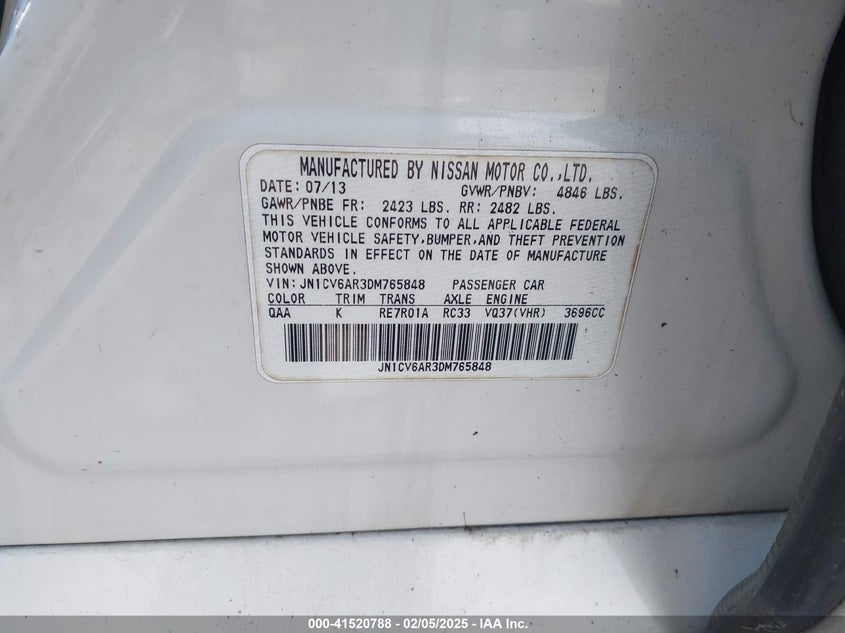 MANUFACTURED BY NISSAN MOTOR CO.,LTD.
DATE: 07/13 GVWR/PNBV: 4846 LBS.
GAWR/PNBE FR: 2423 LBS. RR: 2482 LBS.
THIS VEHICLE CONFORMS TO ALL APPLICABLE FEDERAL
MOTOR VEHICLE SAFETY,BUMPER,AND THEFT PREVENTION
STANDARDS IN EFFECT ON THE DATE OF MANUFACTURE
SHOWN ABOVE.
VIN: JN1CV6AR3DM765848 PASSENGER CAR
COLOR TRIM TRANS AXLE ENGINE
QAA K RE7R01A RC33 VQ37(VHR) 3696CC
JN1CV6AR3DM765848
000-41520788 - 02/05/2025 - IAA Inc.